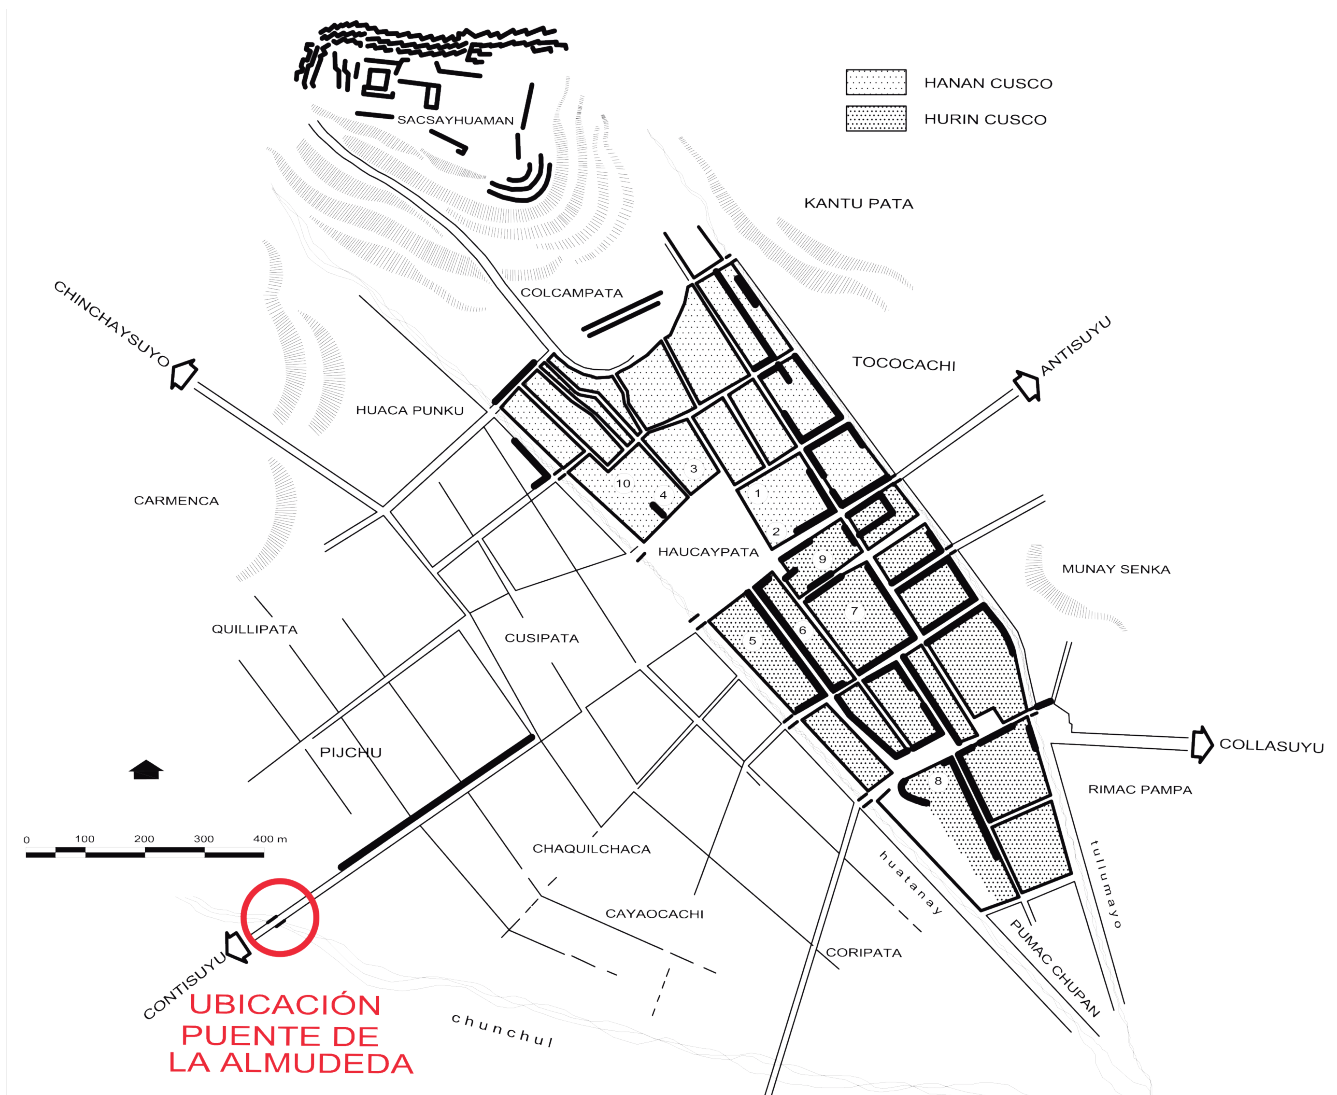 HANAN CUSCO
SACSAYHUAMAN
HURIN CUSCO
KANTU PATA
CHINCHAYSUYO
COLCAMPATA
ANTISUYU
TOCOCACHI
HUACA PUNKU
3
10
4
1
CARMENCA
2
HAUCAYPATA
9
MUNAY SENKA
7
QUILLIPATA
CUSIPATA
6
5
PIJCHU
COLLASUYU
8
RIMAC PAMPA
0 100 200 300 400 m
CHAQUILCHACA
huatanay
tullumayo
CAYAOCACHI
CORIPATA
PUMAC CHUPAN
CONTISUYU
UBICACIÓN
PUENTE DE
LA ALMUDEDA
chunchul